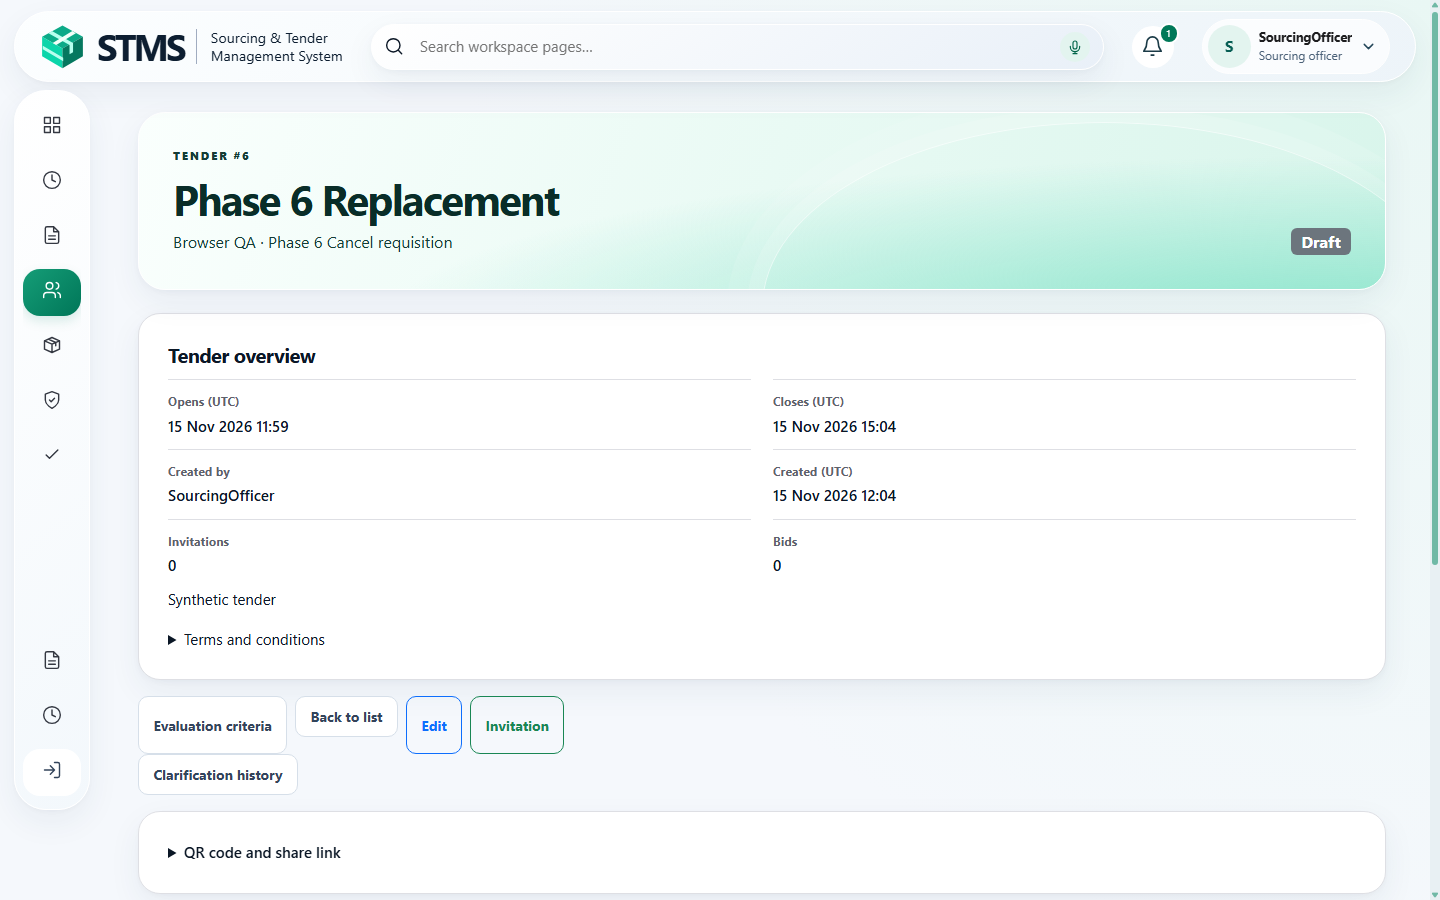 STMS
Sourcing & Tender
Management System
Search workspace pages...
1
S
SourcingOfficer
Sourcing officer
TENDER #6
Phase 6 Replacement
Browser QA · Phase 6 Cancel requisition
Draft
Tender overview
Opens (UTC)
15 Nov 2026 11:59
Closes (UTC)
15 Nov 2026 15:04
Created by
SourcingOfficer
Created (UTC)
15 Nov 2026 12:04
Invitations
0
Bids
0
Synthetic tender
Terms and conditions
Evaluation criteria
Back to list
Edit
Invitation
Clarification history
QR code and share link